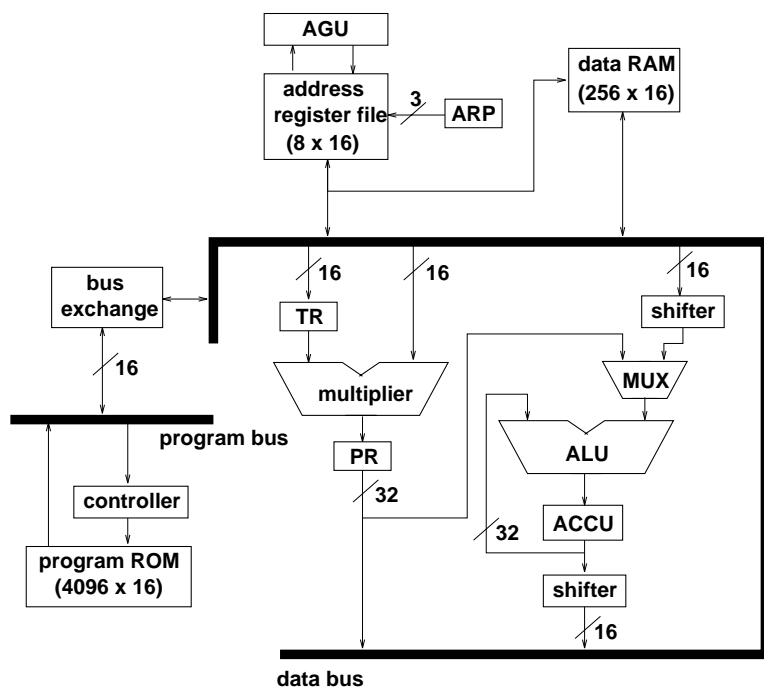 AGU
address
register file
(8 x 16)
3
ARP
data RAM
(256 x 16)
bus
exchange
16
16
16
16
TR
shifter
multiplier
MUX
program bus
PR
ALU
32
controller
ACCU
32
program ROM
(4096 x 16)
shifter
16
data bus